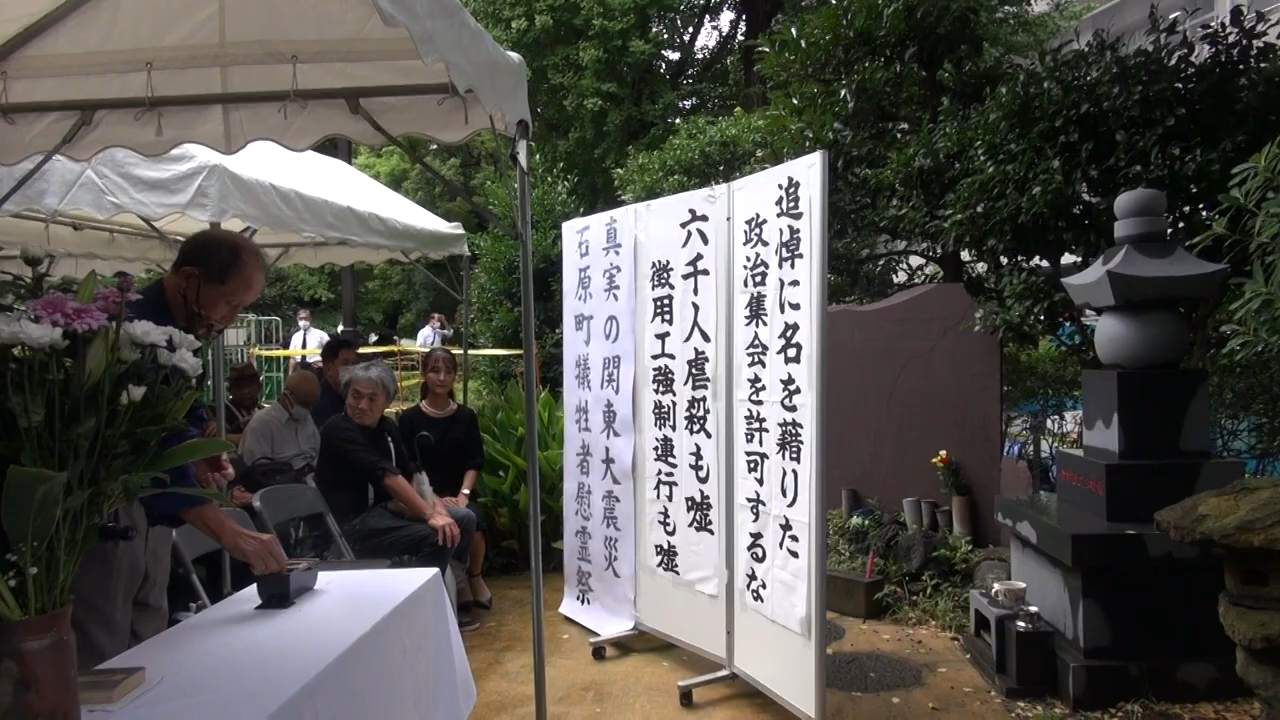 追悼に名を藉りた
政治集会を許可するな
六千人虐殺も嘘
徴用工強制連行も嘘
真実の関東大震災
石原町犠牲者慰霊祭